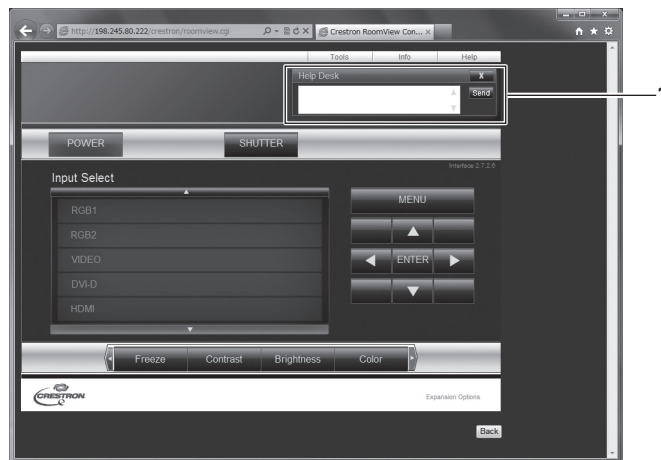 http://198.245.80.222/crestron/roomview.cgi
Crestron RoomView Con... ×
Tools Info Help
Help Desk X
Send
1
POWER SHUTTER
Interface 2.7.2.6
Input Select
MENU
RGB1
RGB2
VIDEO
ENTER
DVI-D
HDMI
Freeze Contrast Brightness Color
CRESTRON
Expansion Options
Back